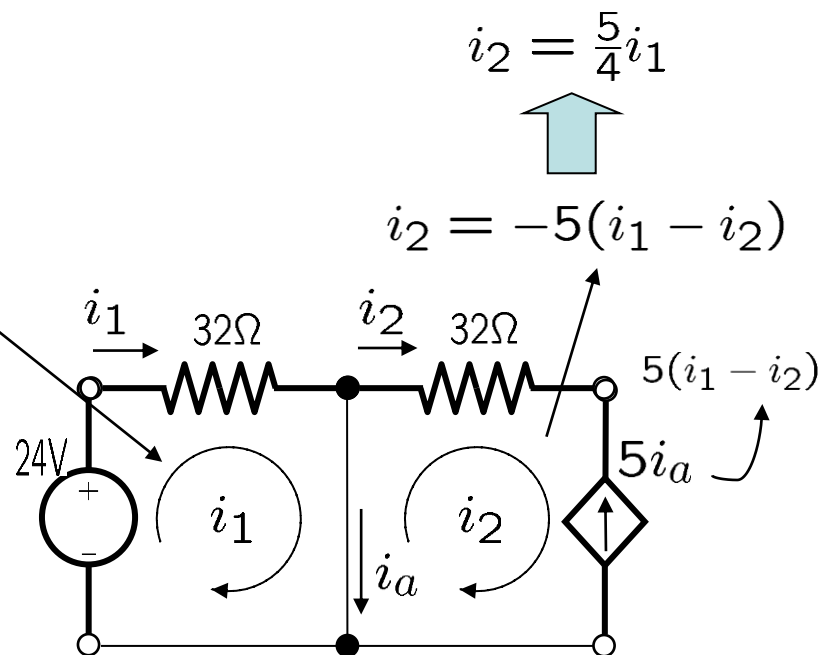 i₂ = 5/4 i₁
i₂ = −5(i₁ − i₂)
i₁
32Ω
i₂
32Ω
5(i₁ − i₂)
24V
5iₐ
+
−
i₁
i₂
iₐ